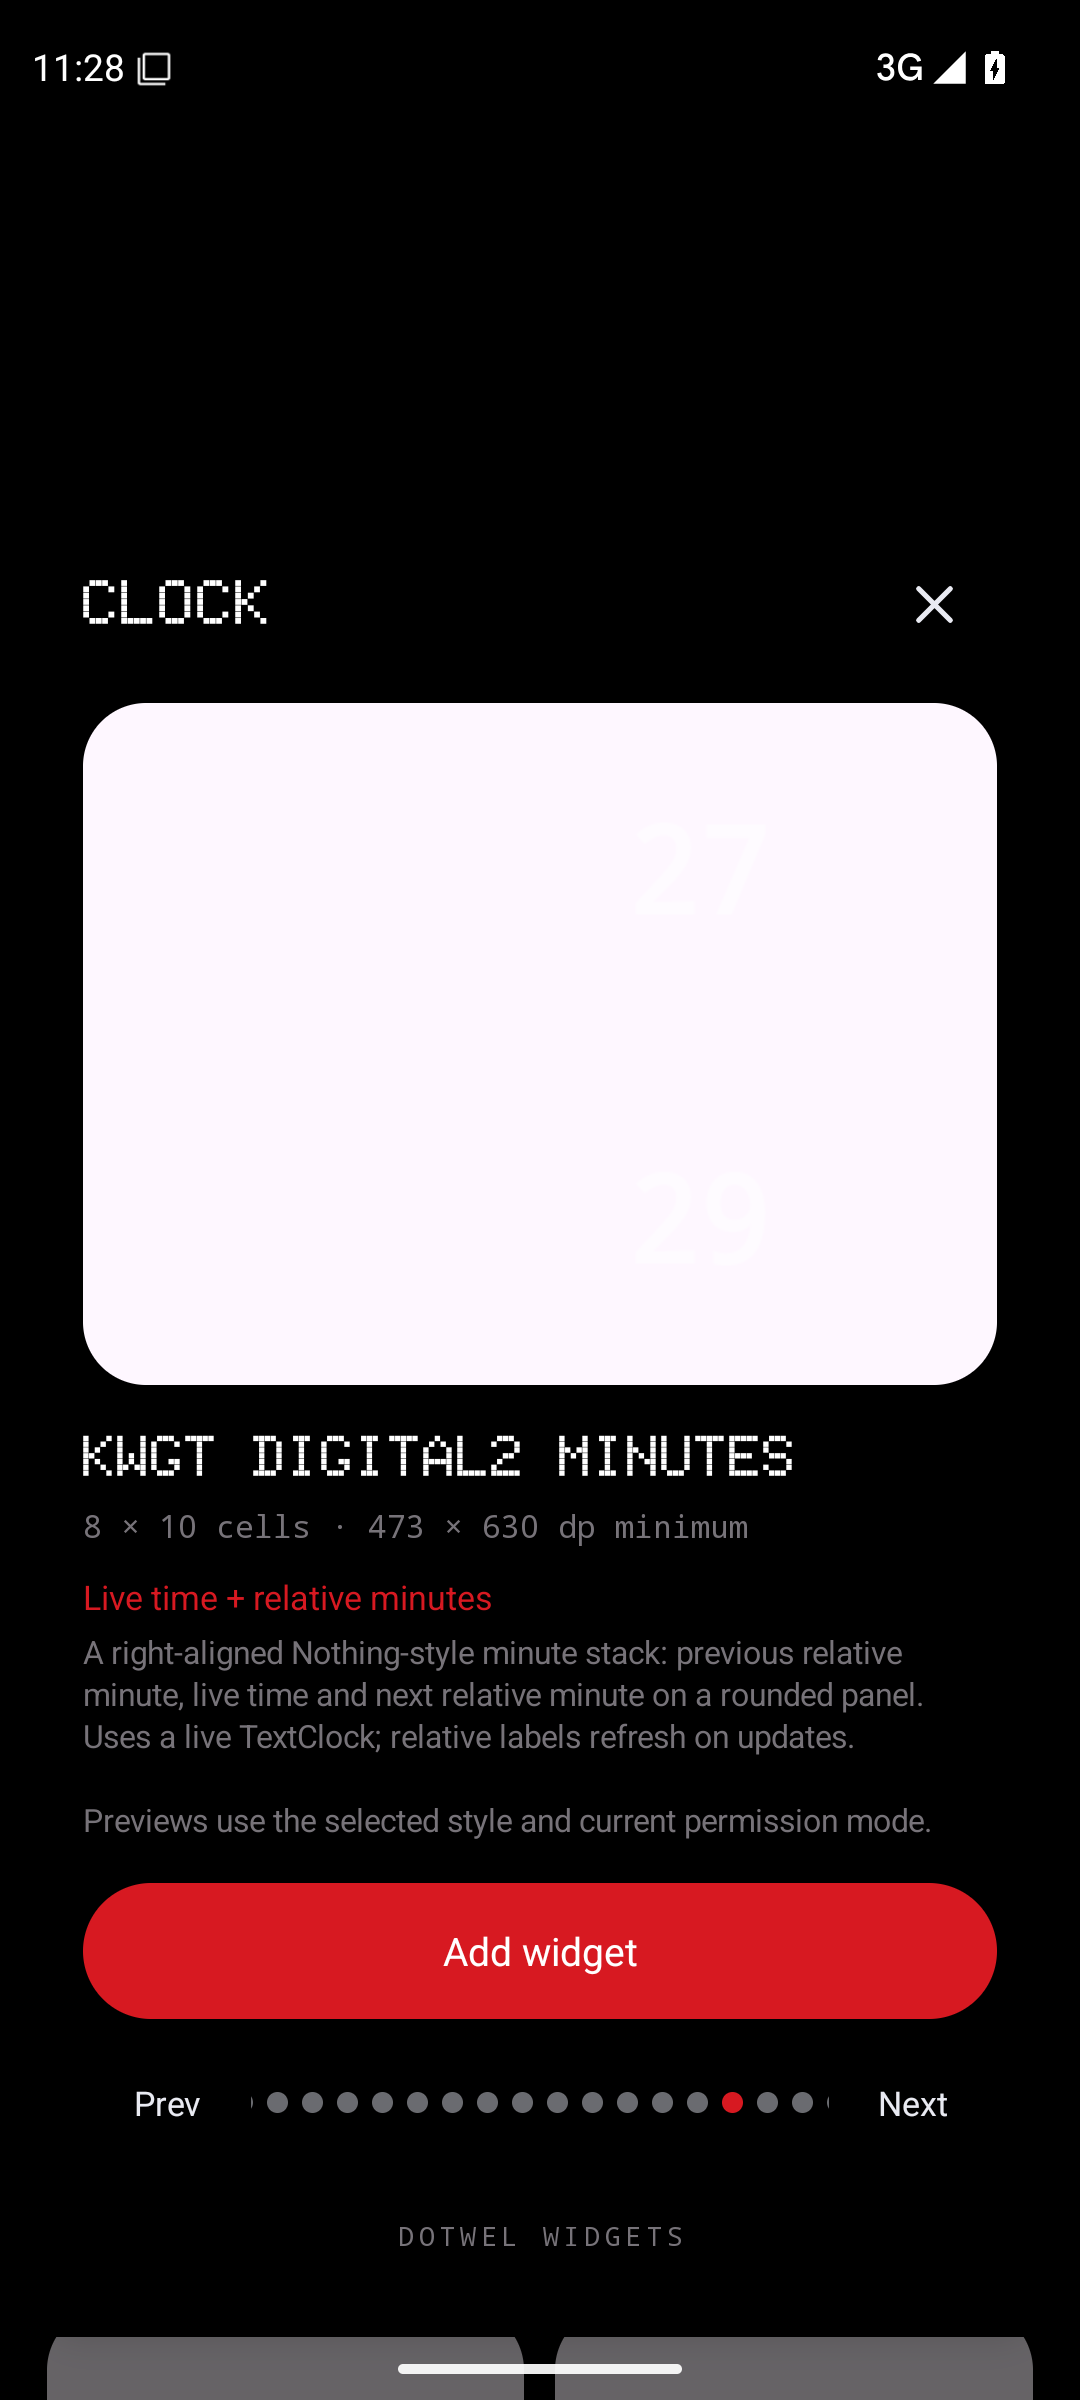 11:28
3G
CLOCK
27
29
KWGT DIGITAL2 MINUTES
8 × 10 cells · 473 × 630 dp minimum
Live time + relative minutes
A right-aligned Nothing-style minute stack: previous relative
minute, live time and next relative minute on a rounded panel.
Uses a live TextClock; relative labels refresh on updates.
Previews use the selected style and current permission mode.
Add widget
Prev
Next
DOTWEL WIDGETS